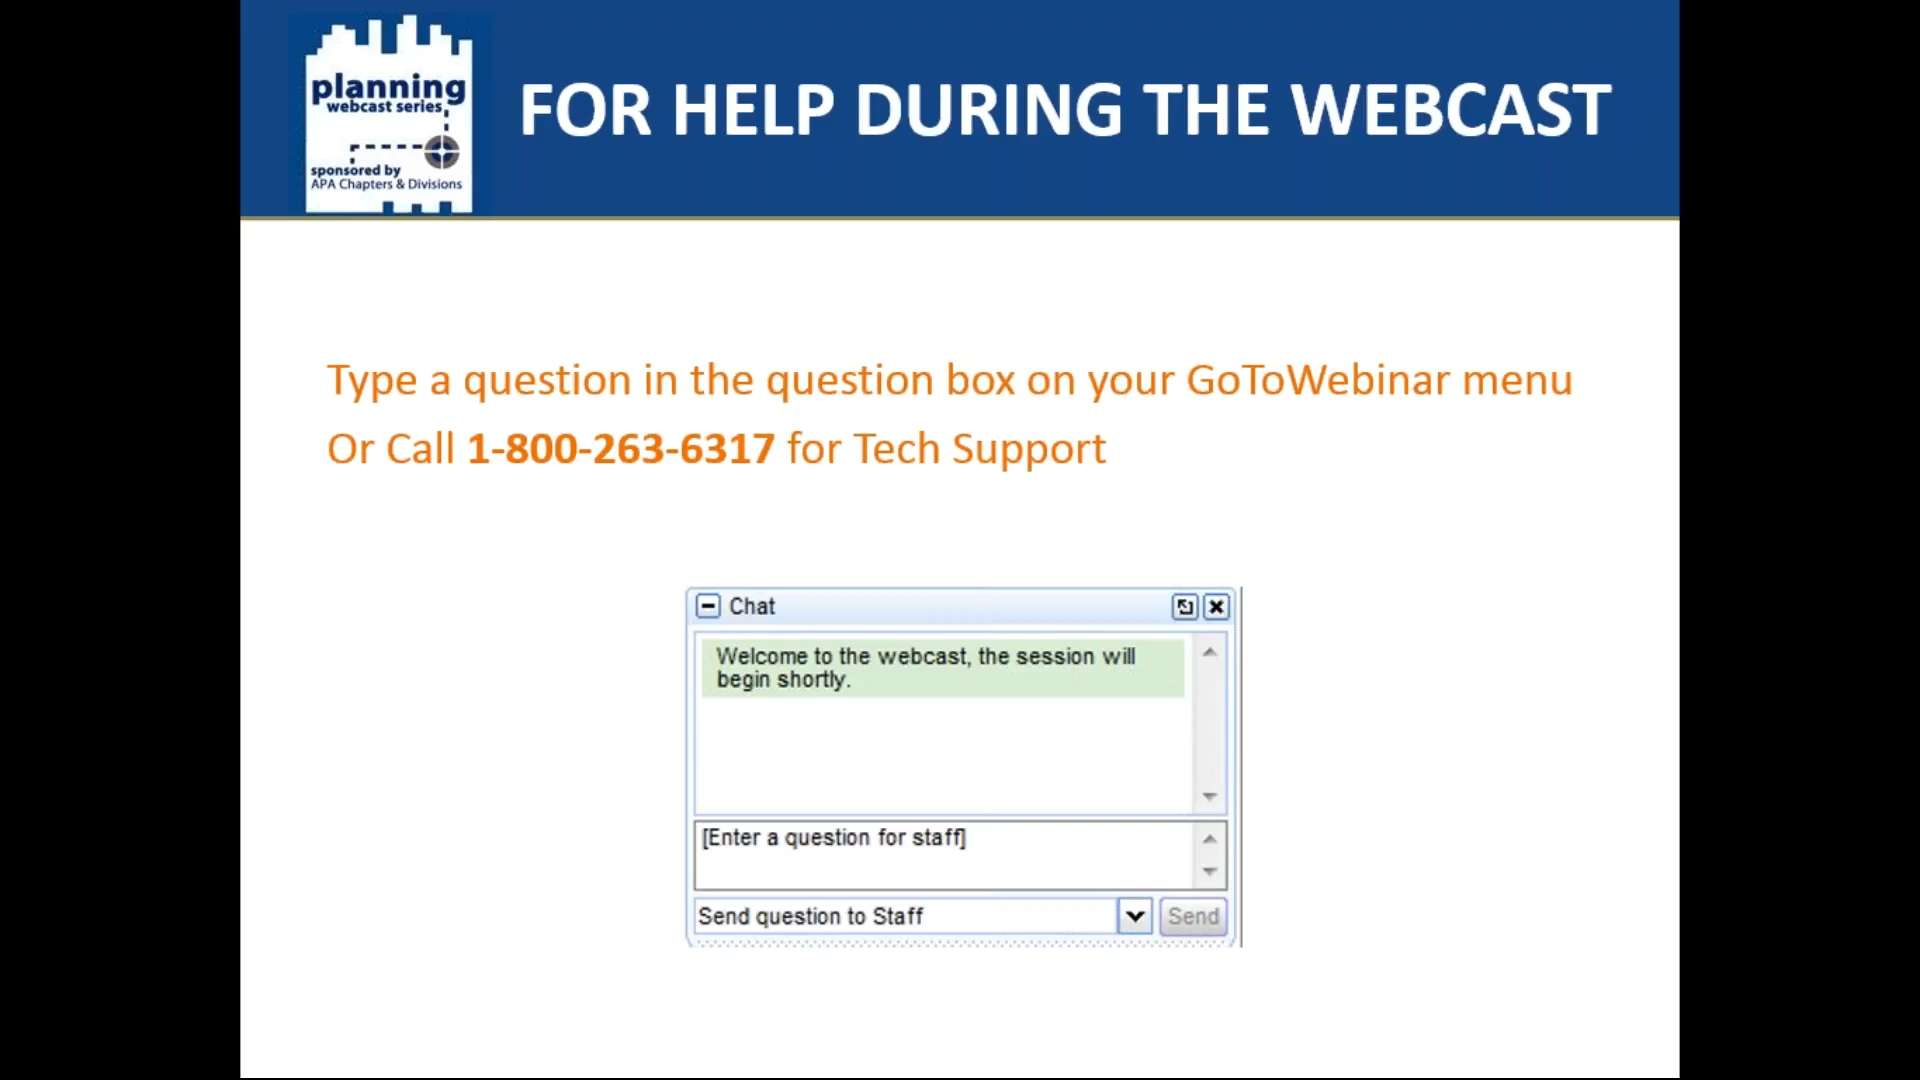 planning
webcast series
sponsored by
APA Chapters & Divisions
FOR HELP DURING THE WEBCAST
Type a question in the question box on your GoToWebinar menu
Or Call 1-800-263-6317 for Tech Support
Chat
Welcome to the webcast, the session will
begin shortly.
[Enter a question for staff]
Send question to Staff
Send